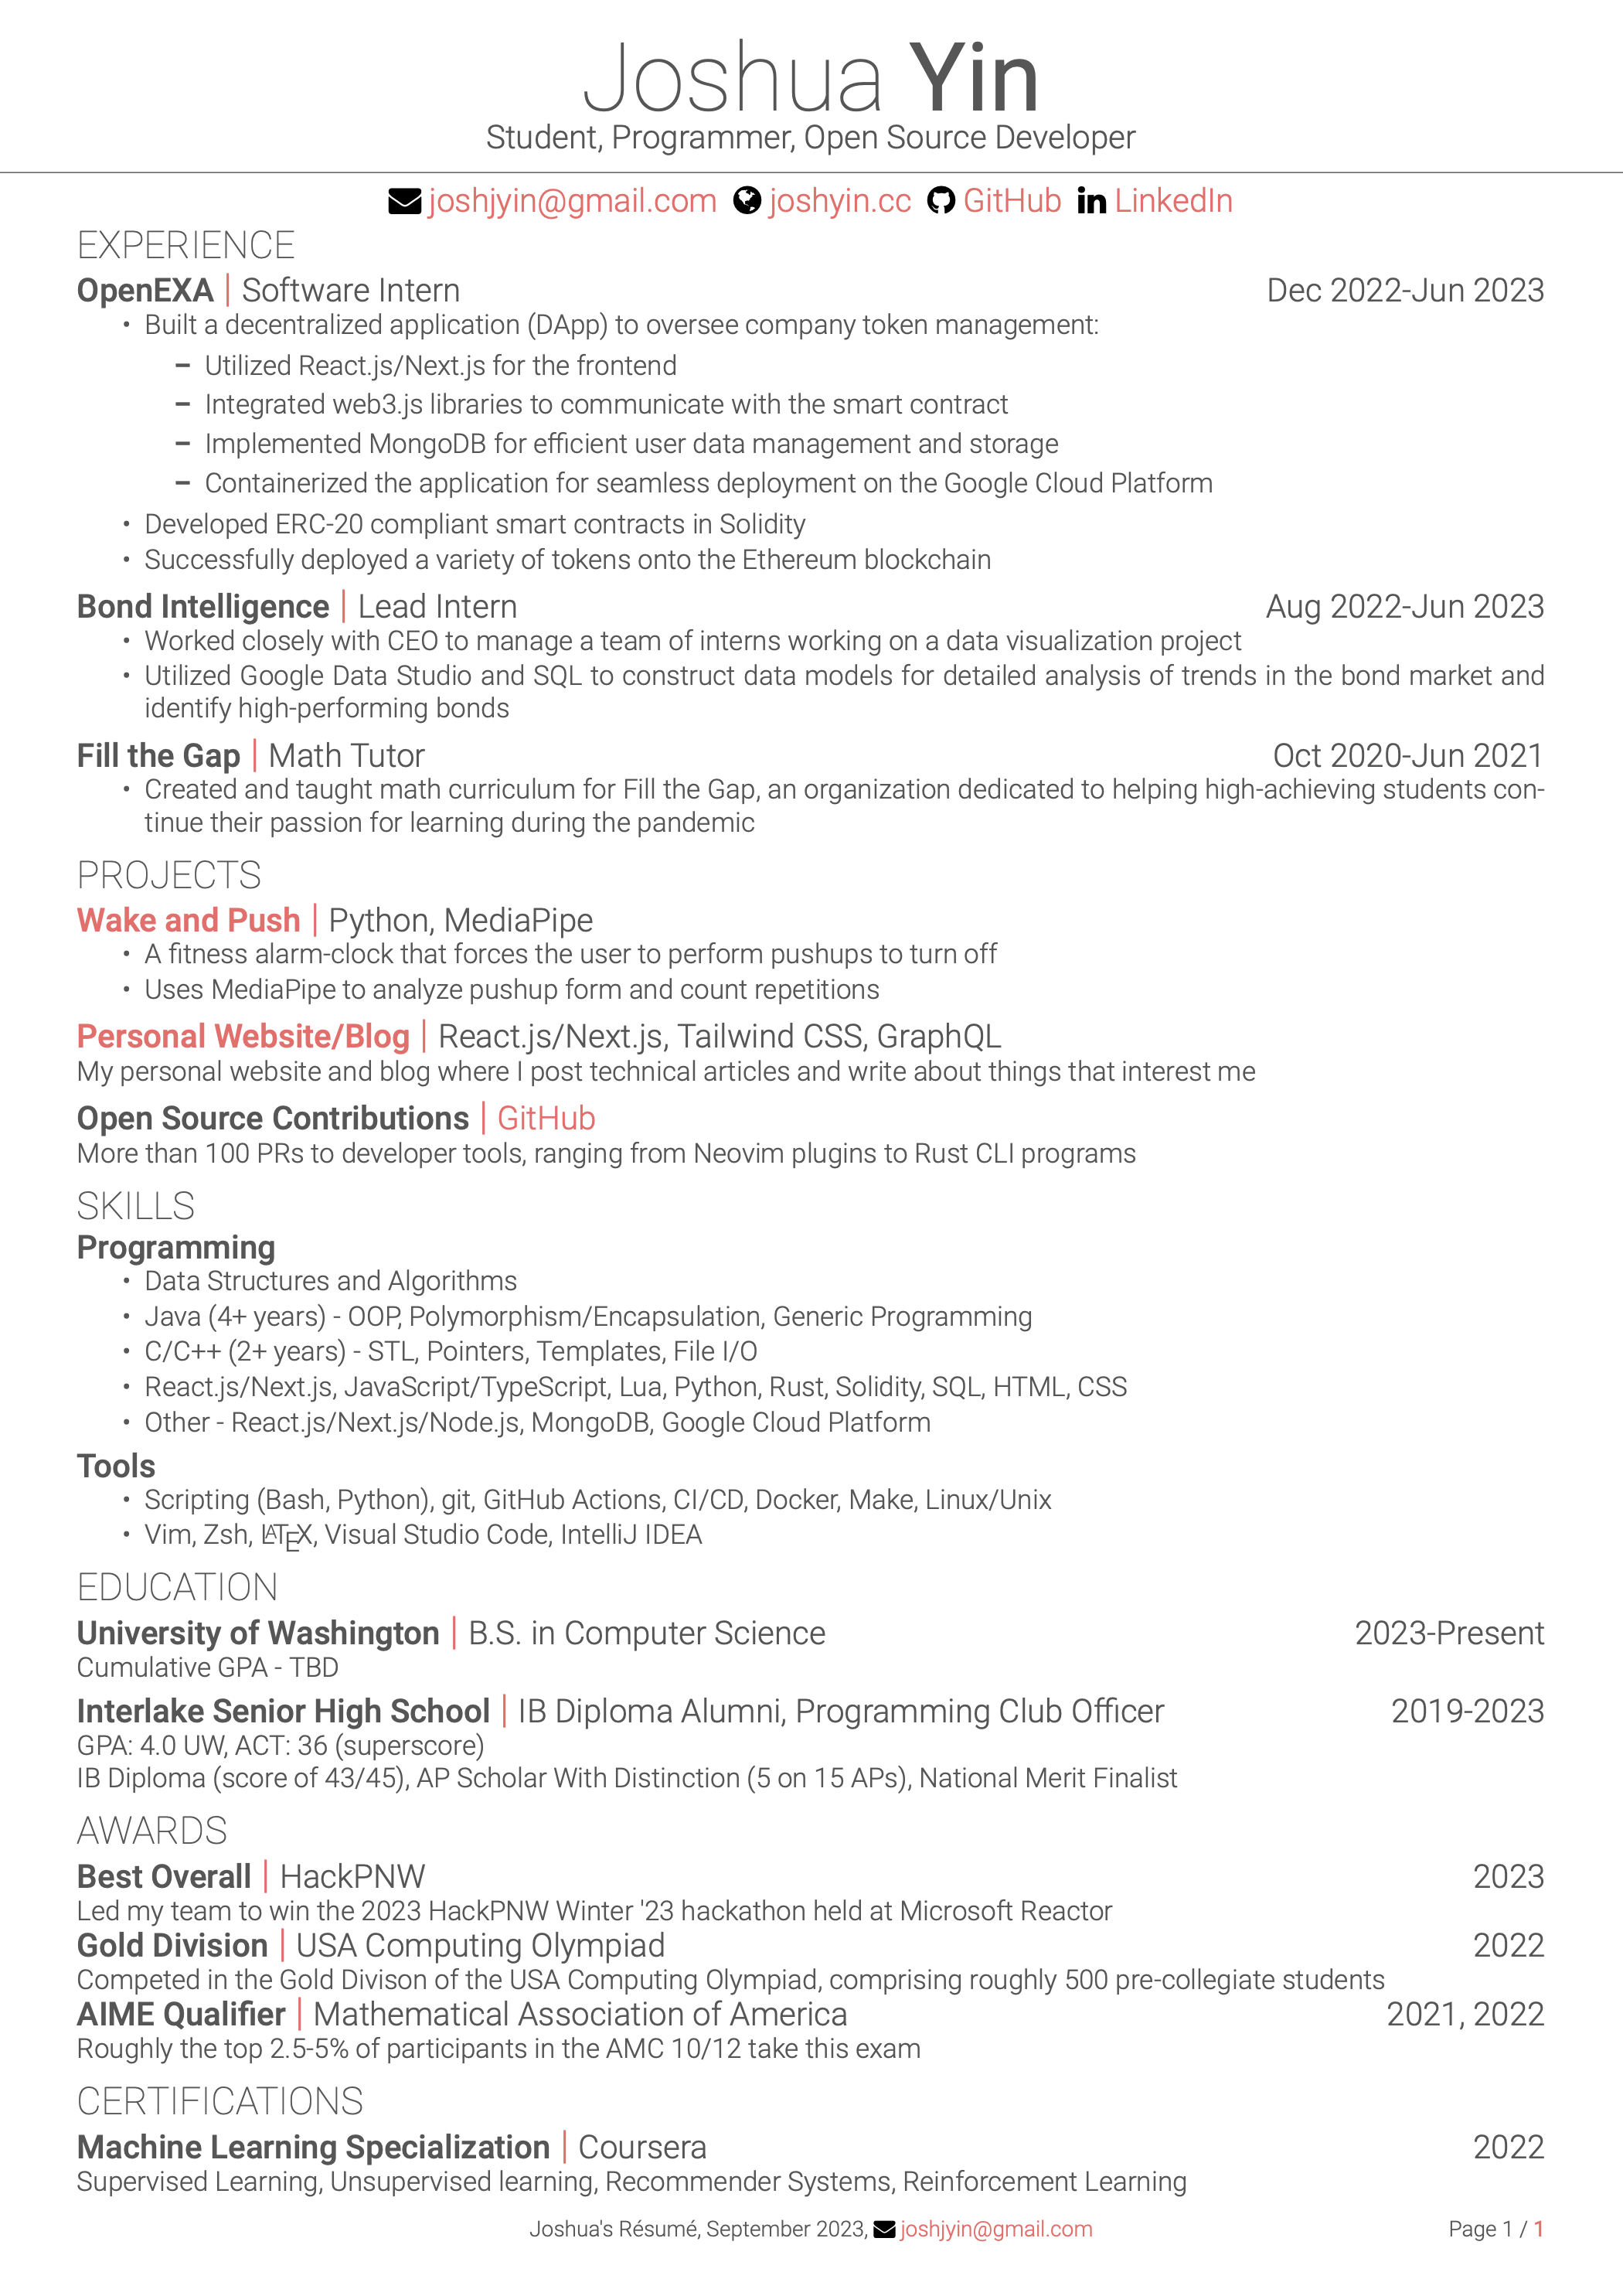 Joshua Yin
Student, Programmer, Open Source Developer
joshjyin@gmail.com joshyin.cc GitHub LinkedIn
EXPERIENCE
OpenEXA | Software Intern Dec 2022-Jun 2023
• Built a decentralized application (DApp) to oversee company token management:
– Utilized React.js/Next.js for the frontend
– Integrated web3.js libraries to communicate with the smart contract
– Implemented MongoDB for efficient user data management and storage
– Containerized the application for seamless deployment on the Google Cloud Platform
• Developed ERC-20 compliant smart contracts in Solidity
• Successfully deployed a variety of tokens onto the Ethereum blockchain
Bond Intelligence | Lead Intern Aug 2022-Jun 2023
• Worked closely with CEO to manage a team of interns working on a data visualization project
• Utilized Google Data Studio and SQL to construct data models for detailed analysis of trends in the bond market and
identify high-performing bonds
Fill the Gap | Math Tutor Oct 2020-Jun 2021
• Created and taught math curriculum for Fill the Gap, an organization dedicated to helping high-achieving students con-
tinue their passion for learning during the pandemic
PROJECTS
Wake and Push | Python, MediaPipe
• A fitness alarm-clock that forces the user to perform pushups to turn off
• Uses MediaPipe to analyze pushup form and count repetitions
Personal Website/Blog | React.js/Next.js, Tailwind CSS, GraphQL
My personal website and blog where I post technical articles and write about things that interest me
Open Source Contributions | GitHub
More than 100 PRs to developer tools, ranging from Neovim plugins to Rust CLI programs
SKILLS
Programming
• Data Structures and Algorithms
• Java (4+ years) - OOP, Polymorphism/Encapsulation, Generic Programming
• C/C++ (2+ years) - STL, Pointers, Templates, File I/O
• React.js/Next.js, JavaScript/TypeScript, Lua, Python, Rust, Solidity, SQL, HTML, CSS
• Other - React.js/Next.js/Node.js, MongoDB, Google Cloud Platform
Tools
• Scripting (Bash, Python), git, GitHub Actions, CI/CD, Docker, Make, Linux/Unix
• Vim, Zsh, LATEX, Visual Studio Code, IntelliJ IDEA
EDUCATION
University of Washington | B.S. in Computer Science 2023-Present
Cumulative GPA - TBD
Interlake Senior High School | IB Diploma Alumni, Programming Club Officer 2019-2023
GPA: 4.0 UW, ACT: 36 (superscore)
IB Diploma (score of 43/45), AP Scholar With Distinction (5 on 15 APs), National Merit Finalist
AWARDS
Best Overall | HackPNW 2023
Led my team to win the 2023 HackPNW Winter '23 hackathon held at Microsoft Reactor
Gold Division | USA Computing Olympiad 2022
Competed in the Gold Divison of the USA Computing Olympiad, comprising roughly 500 pre-collegiate students
AIME Qualifier | Mathematical Association of America 2021, 2022
Roughly the top 2.5-5% of participants in the AMC 10/12 take this exam
CERTIFICATIONS
Machine Learning Specialization | Coursera 2022
Supervised Learning, Unsupervised learning, Recommender Systems, Reinforcement Learning
Joshua's Résumé, September 2023, joshjyin@gmail.com Page 1 / 1